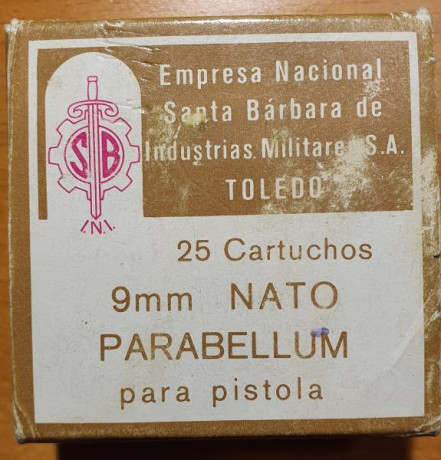 Empresa Nacional
Santa Bárbara de
Industrias Militares S.A.
TOLEDO
SB
I.N.I.
25 Cartuchos
9mm NATO
PARABELLUM
para pistola